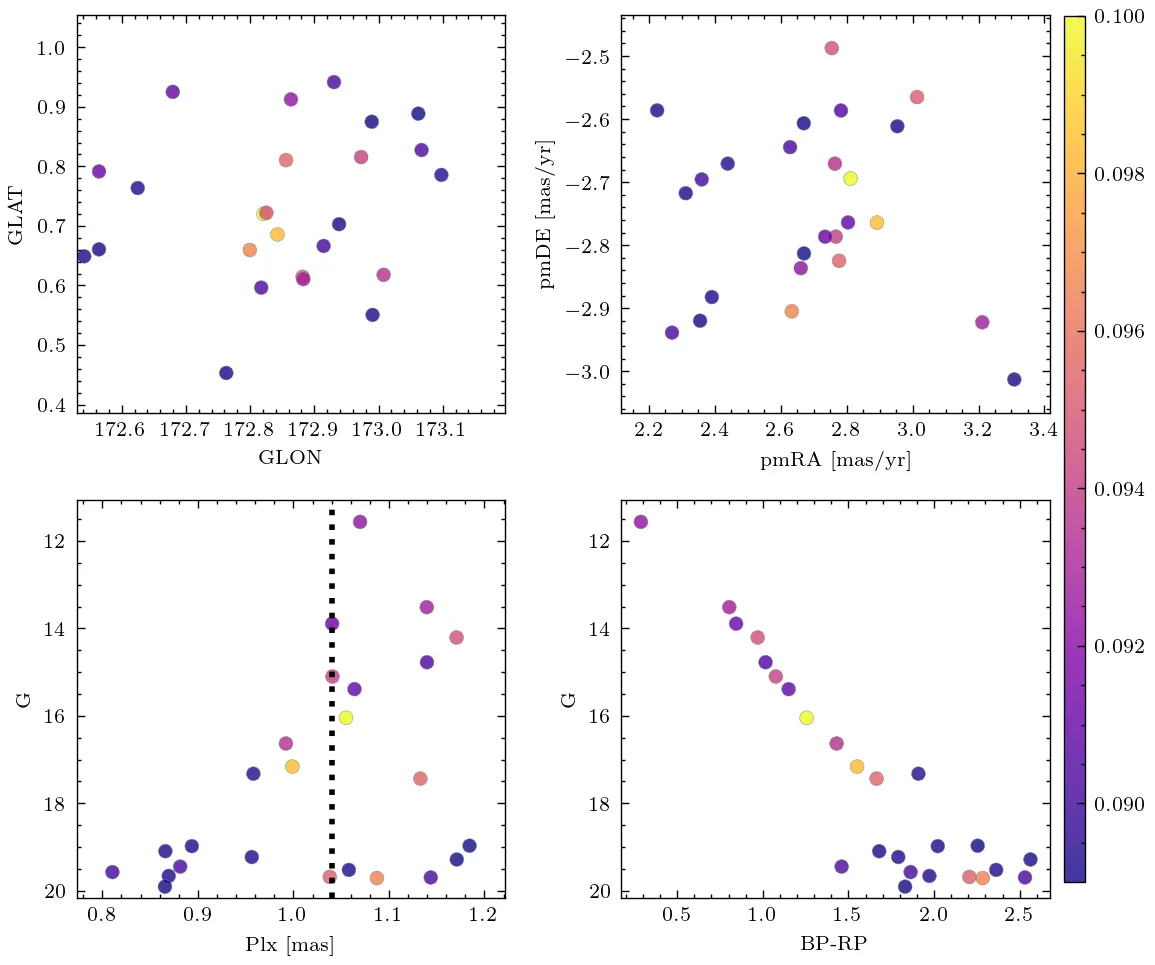 1.0
0.9
0.8
0.7
0.6
0.5
0.4
GLAT
172.6 172.7 172.8 172.9 173.0 173.1
GLON
−2.5
−2.6
−2.7
−2.8
−2.9
−3.0
pmDE [mas/yr]
2.2 2.4 2.6 2.8 3.0 3.2 3.4
pmRA [mas/yr]
0.100
0.098
0.096
0.094
0.092
0.090
12
14
16
18
20
G
0.8 0.9 1.0 1.1 1.2
Plx [mas]
12
14
16
18
20
G
0.5 1.0 1.5 2.0 2.5
BP-RP